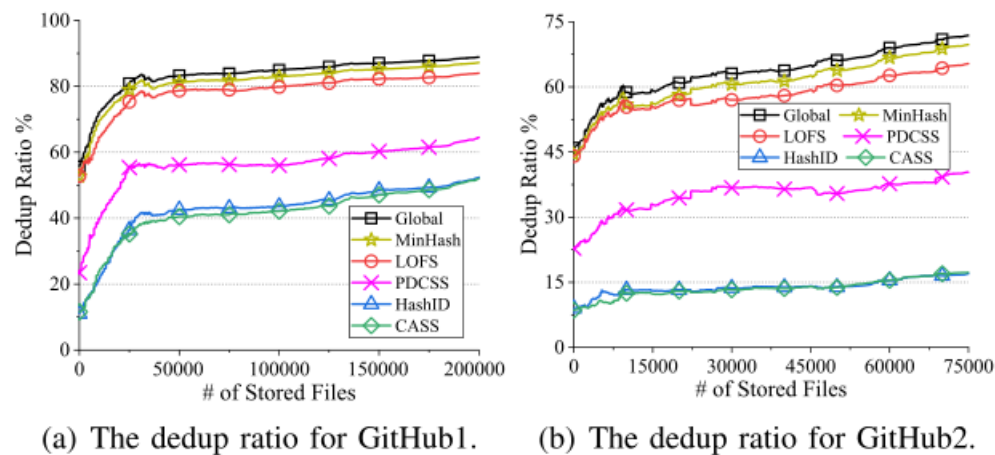 100
80
60
40
20
0
Dedup Ratio %
Global
MinHash
LOFS
PDCSS
HashID
CASS
0 50000 100000 150000 200000
# of Stored Files
(a) The dedup ratio for GitHub1.
75
60
45
30
15
0
Dedup Ratio %
Global MinHash
LOFS PDCSS
HashID CASS
0 15000 30000 45000 60000 75000
# of Stored Files
(b) The dedup ratio for GitHub2.